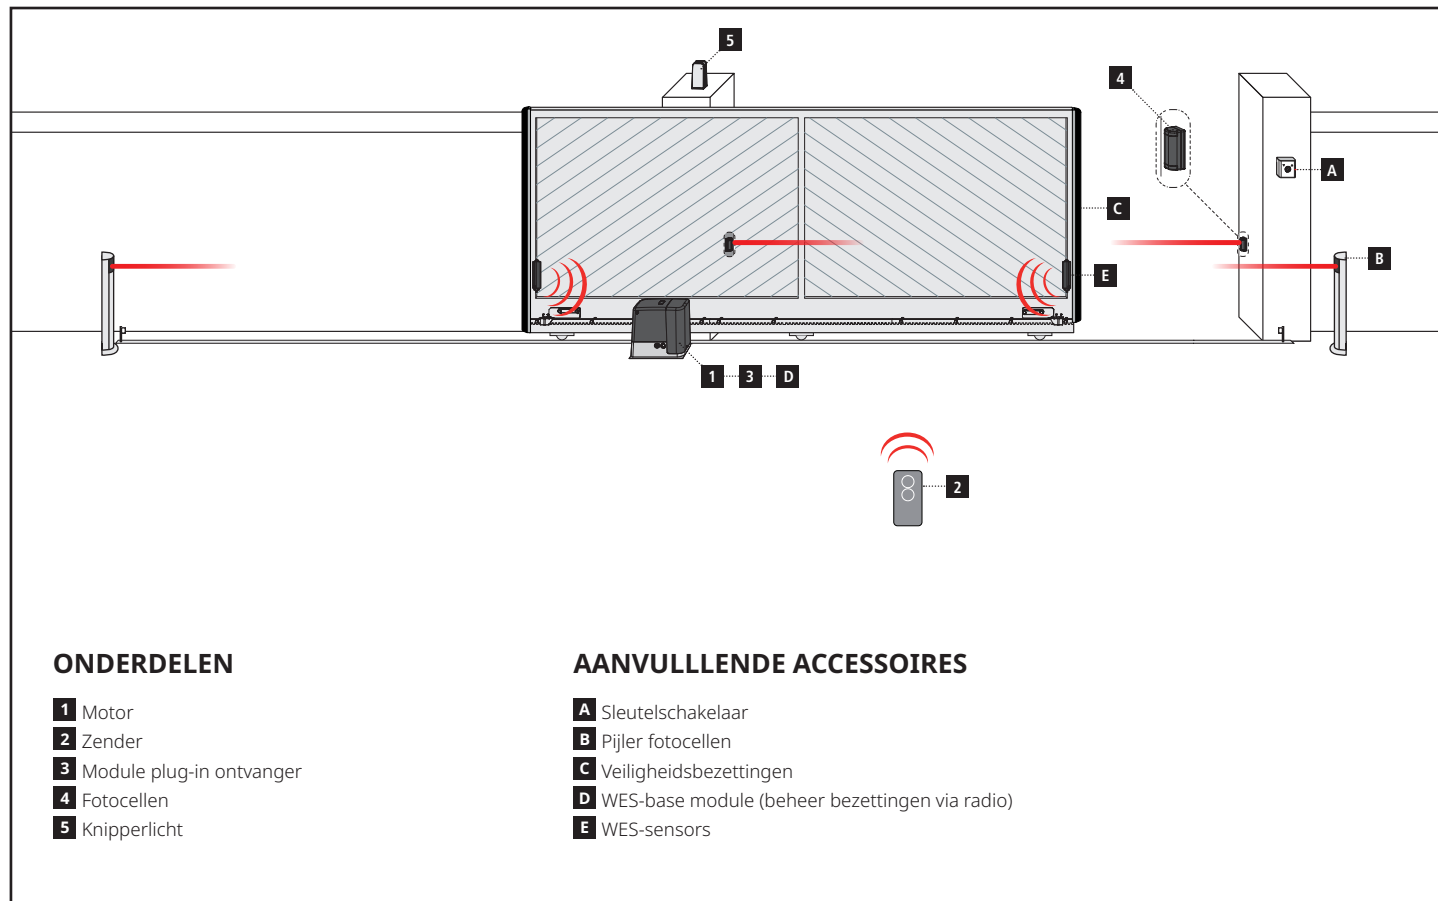 5
4
A
C
B
E
1 3 D
2
ONDERDELEN
1 Motor
2 Zender
3 Module plug-in ontvanger
4 Fotocellen
5 Knipperlicht
AANVULLLENDE ACCESSOIRES
A Sleutelschakelaar
B Pijler fotocellen
C Veiligheidsbezettingen
D WES-base module (beheer bezettingen via radio)
E WES-sensors